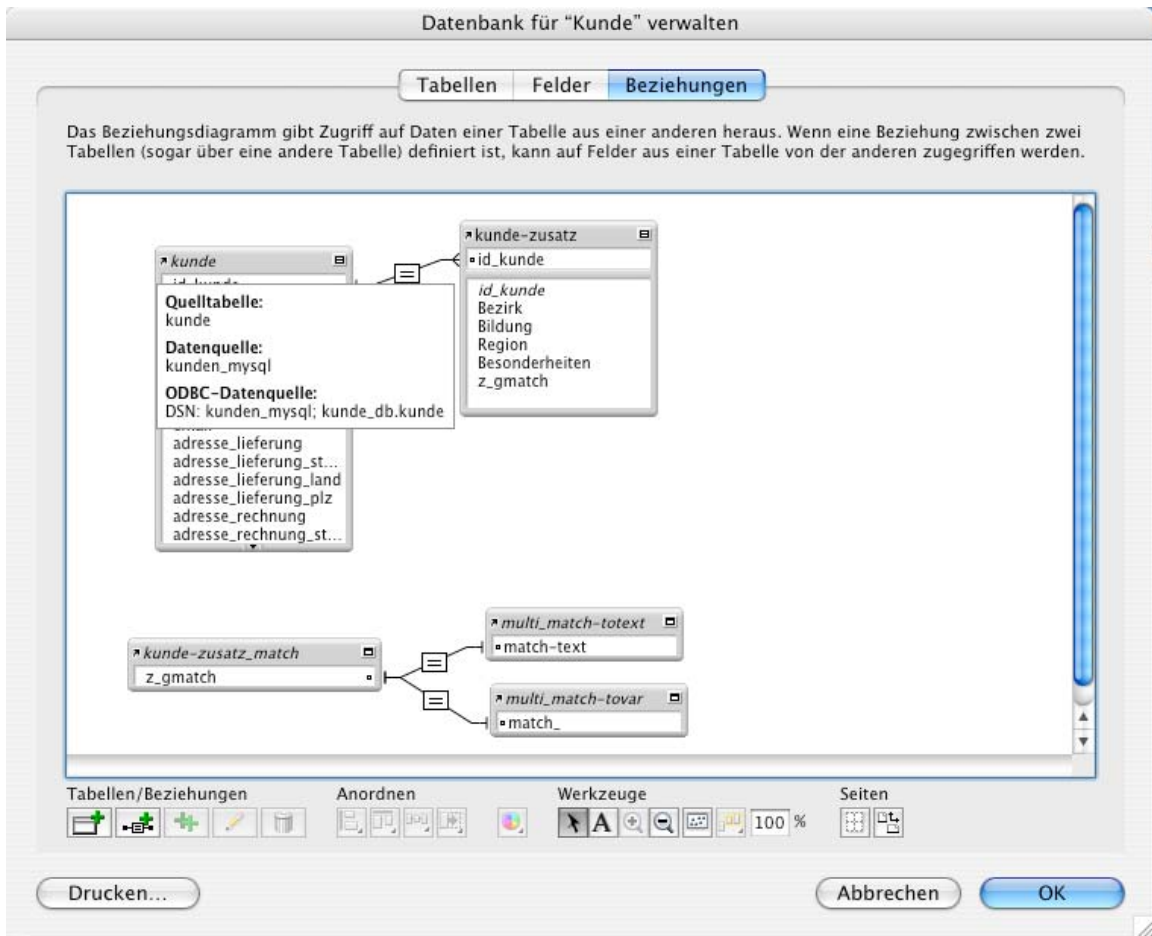 Datenbank für “Kunde” verwalten
Tabellen
Felder
Beziehungen
Das Beziehungsdiagramm gibt Zugriff auf Daten einer Tabelle aus einer anderen heraus. Wenn eine Beziehung zwischen zwei
Tabellen (sogar über eine andere Tabelle) definiert ist, kann auf Felder aus einer Tabelle von der anderen zugegriffen werden.
kunde
Quelltabelle:
kunde
Datenquelle:
kunden_mysql
ODBC-Datenquelle:
DSN: kunden_mysql; kunde_db.kunde
adresse_lieferung
adresse_lieferung_st...
adresse_lieferung_land
adresse_lieferung_plz
adresse_rechnung
adresse_rechnung_st...
kunde-zusatz
id_kunde
id_kunde
Bezirk
Bildung
Region
Besonderheiten
z_gmatch
kunde-zusatz_match
z_gmatch
multi_match-totext
match-text
multi_match-tovar
match_
Tabellen/Beziehungen
Anordnen
Werkzeuge
Seiten
A
100 %
Drucken...
Abbrechen
OK